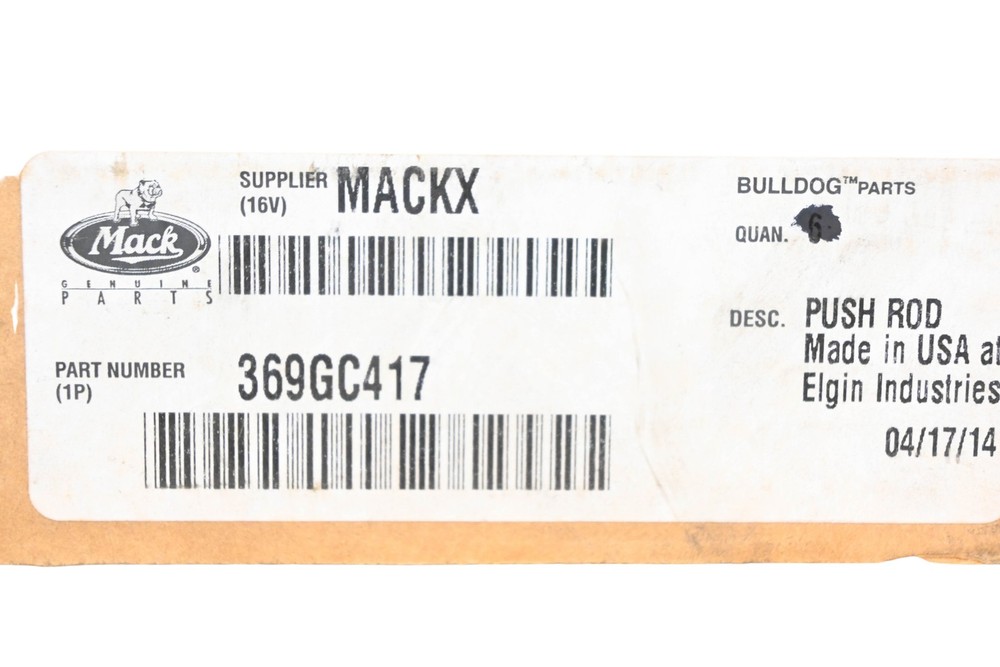 Mack®
GENUINE
PARTS
SUPPLIER MACKX
(16V)
PART NUMBER 369GC417
(1P)
BULLDOG™PARTS
QUAN. 6
DESC. PUSH ROD
Made in USA at
Elgin Industries
04/17/14